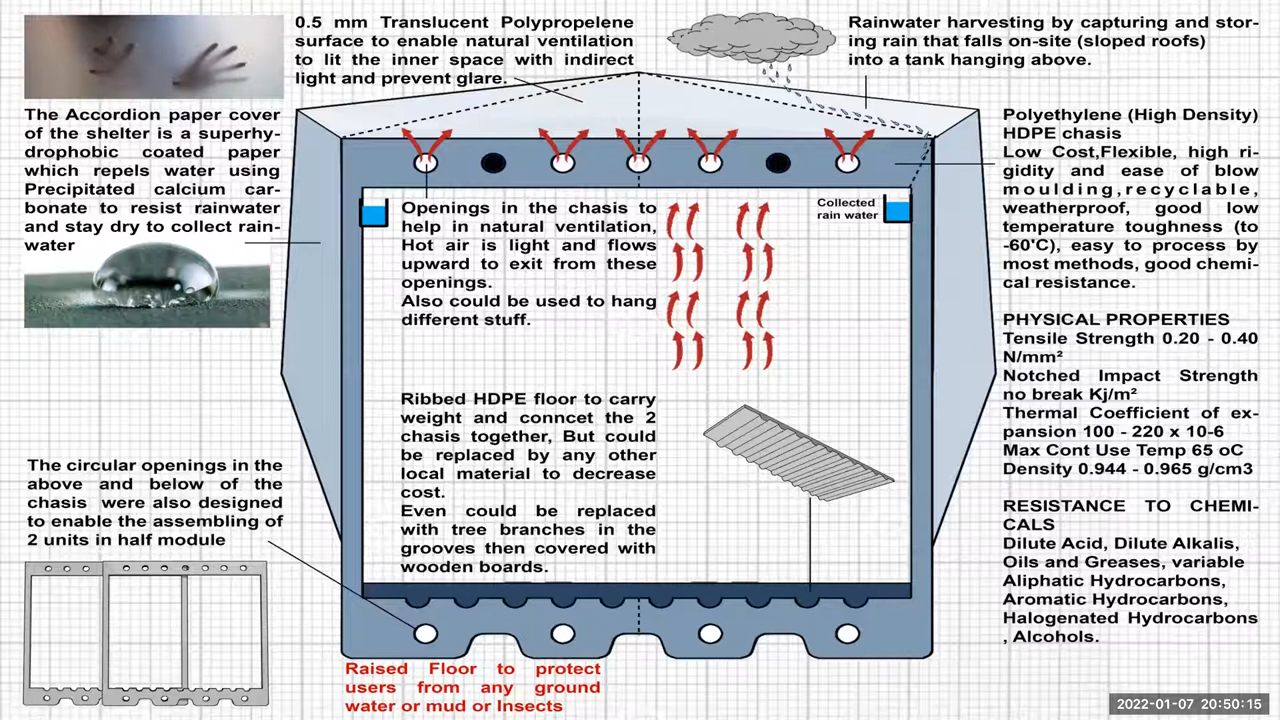 0.5 mm Translucent Polypropelene
surface to enable natural ventilation
to lit the inner space with indirect
light and prevent glare.
Rainwater harvesting by capturing and stor-
ing rain that falls on-site (sloped roofs)
into a tank hanging above.
The Accordion paper cover
of the shelter is a superhy-
drophobic coated paper
which repels water using
Precipitated calcium car-
bonate to resist rainwater
and stay dry to collect rain-
water
Polyethylene (High Density)
HDPE chasis
Low Cost,Flexible, high ri-
gidity and ease of blow
moulding,recyclable,
weatherproof, good low
temperature toughness (to
-60°C), easy to process by
most methods, good chemi-
cal resistance.
PHYSICAL PROPERTIES
Tensile Strength 0.20 - 0.40
N/mm²
Notched Impact Strength
no break Kj/m²
Thermal Coefficient of ex-
pansion 100 - 220 x 10-6
Max Cont Use Temp 65 oC
Density 0.944 - 0.965 g/cm3
RESISTANCE TO CHEMI-
CALS
Dilute Acid, Dilute Alkalis,
Oils and Greases, variable
Aliphatic Hydrocarbons,
Aromatic Hydrocarbons,
Halogenated Hydrocarbons
, Alcohols.
Openings in the chasis to
help in natural ventilation,
Hot air is light and flows
upward to exit from these
openings.
Also could be used to hang
different stuff.
Collected
rain water
Ribbed HDPE floor to carry
weight and conncet the 2
chasis together, But could
be replaced by any other
local material to decrease
cost.
Even could be replaced
with tree branches in the
grooves then covered with
wooden boards.
The circular openings in the
above and below of the
chasis were also designed
to enable the assembling of
2 units in half module
Raised Floor to protect
users from any ground
water or mud or Insects
2022-01-07 20:50:15